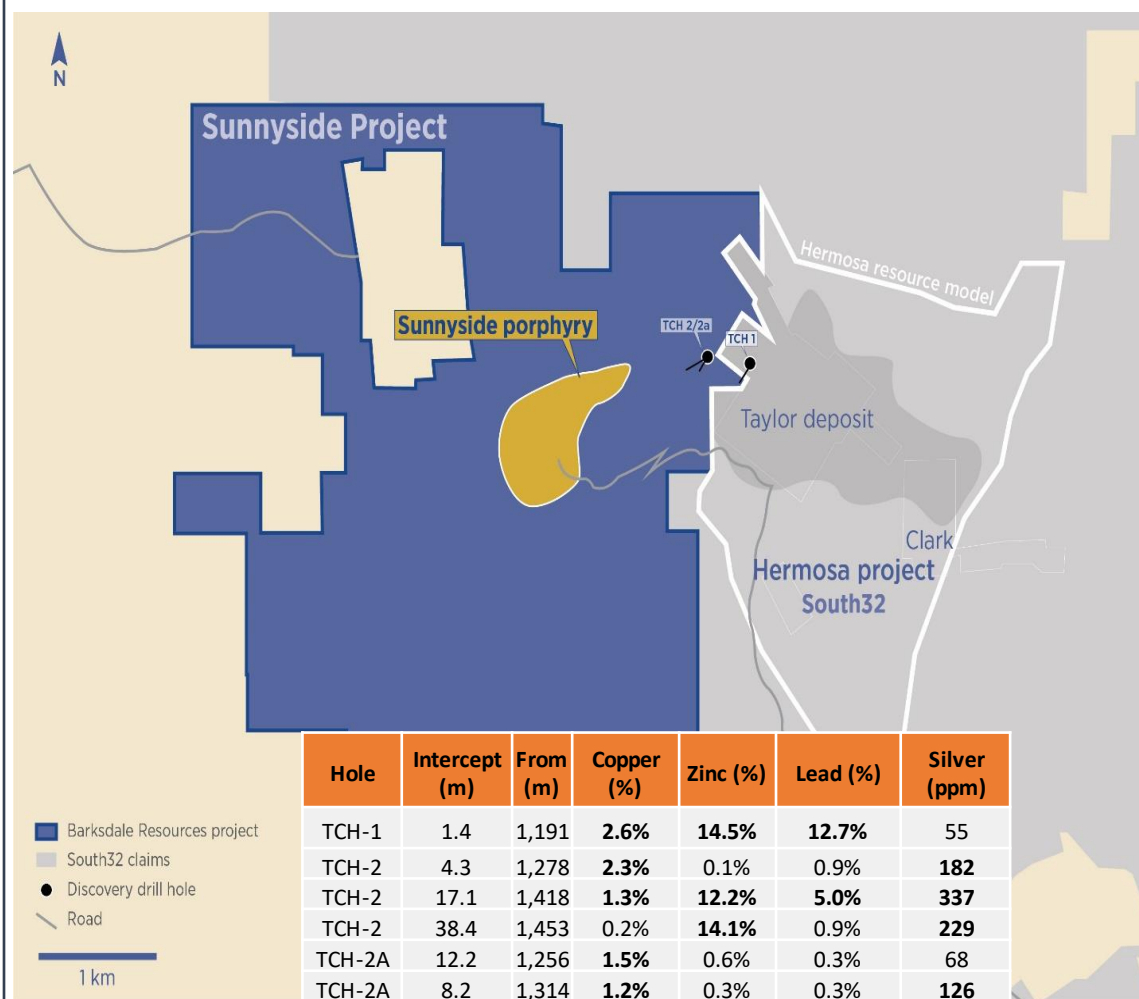 N
Sunnyside Project
Hermosa resource model
Sunnyside porphyry
TCH 2/2a
TCH 1
Taylor deposit
Clark
Hermosa project
South32
Barksdale Resources project
South32 claims
Discovery drill hole
Road
1 km
Hole Intercept (m) From (m) Copper (%) Zinc (%) Lead (%) Silver (ppm)
TCH-1 1.4 1,191 2.6% 14.5% 12.7% 55
TCH-2 4.3 1,278 2.3% 0.1% 0.9% 182
TCH-2 17.1 1,418 1.3% 12.2% 5.0% 337
TCH-2 38.4 1,453 0.2% 14.1% 0.9% 229
TCH-2A 12.2 1,256 1.5% 0.6% 0.3% 68
TCH-2A 8.2 1,314 1.2% 0.3% 0.3% 126